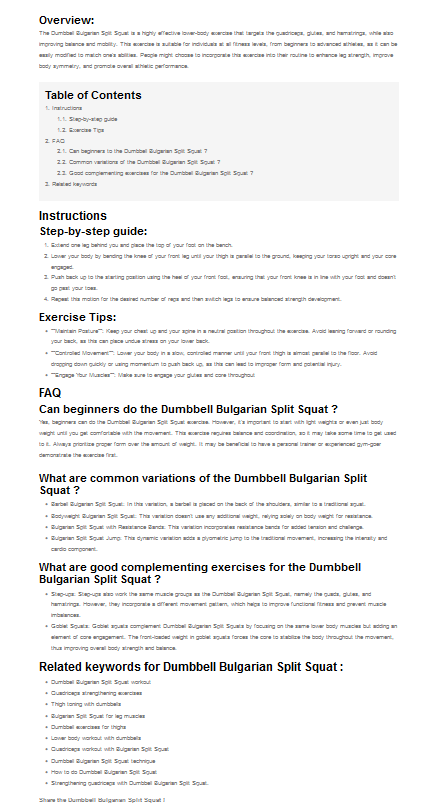 Overview:
The Dumbbell Bulgarian Split Squat is a highly effective lower-body exercise that targets the quadriceps, glutes, and hamstrings, while also
improving balance and mobility. This exercise is suitable for individuals at all fitness levels, from beginners to advanced athletes, as it can be
easily modified to match one's abilities. People might choose to incorporate this exercise into their routine to enhance leg strength, improve
body symmetry, and promote overall athletic performance.
Table of Contents
1. Instructions
1.1. Step-by-step guide
1.2. Exercise Tips
2. FAQ
2.1. Can beginners to the Dumbbell Bulgarian Split Squat ?
2.2. Common variations of the Dumbbell Bulgarian Split Squat ?
2.3. Good complementing exercises for the Dumbbell Bulgarian Split Squat ?
3. Related keywords
Instructions
Step-by-step guide:
1. Extend one leg behind you and place the top of your foot on the bench.
2. Lower your body by bending the knee of your front leg until your thigh is parallel to the ground, keeping your torso upright and your core
engaged.
3. Push back up to the starting position using the heel of your front foot, ensuring that your front knee is in line with your foot and doesn't
go past your toes.
4. Repeat this motion for the desired number of reps and then switch legs to ensure balanced strength development.
Exercise Tips:
• **Maintain Posture**: Keep your chest up and your spine in a neutral position throughout the exercise. Avoid leaning forward or rounding
your back, as this can place undue stress on your lower back.
• **Controlled Movement**: Lower your body in a slow, controlled manner until your front thigh is almost parallel to the floor. Avoid
dropping down quickly or using momentum to push back up, as this can lead to improper form and potential injury.
• **Engage Your Muscles**: Make sure to engage your glutes and core throughout
FAQ
Can beginners do the Dumbbell Bulgarian Split Squat ?
Yes, beginners can do the Dumbbell Bulgarian Split Squat exercise. However, it's important to start with light weights or even just body
weight until you get comfortable with the movement. This exercise requires balance and coordination, so it may take some time to get used
to it. Always prioritize proper form over the amount of weight. It may be beneficial to have a personal trainer or experienced gym-goer
demonstrate the exercise first.
What are common variations of the Dumbbell Bulgarian Split
Squat ?
• Barbell Bulgarian Split Squat: In this variation, a barbell is placed on the back of the shoulders, similar to a traditional squat.
• Bodyweight Bulgarian Split Squat: This variation doesn't use any additional weight, relying solely on body weight for resistance.
• Bulgarian Split Squat with Resistance Bands: This variation incorporates resistance bands for added tension and challenge.
• Bulgarian Split Squat Jump: This dynamic variation adds a plyometric jump to the traditional movement, increasing the intensity and
cardio component.
What are good complementing exercises for the Dumbbell
Bulgarian Split Squat ?
• Step-ups: Step-ups also work the same muscle groups as the Dumbbell Bulgarian Split Squat, namely the quads, glutes, and
hamstrings. However, they incorporate a different movement pattern, which helps to improve functional fitness and prevent muscle
imbalances.
• Goblet Squats: Goblet squats complement Dumbbell Bulgarian Split Squats by focusing on the same lower body muscles but adding an
element of core engagement. The front-loaded weight in goblet squats forces the core to stabilize the body throughout the movement,
thus improving overall body strength and balance.
Related keywords for Dumbbell Bulgarian Split Squat :
• Dumbbell Bulgarian Split Squat workout
• Quadriceps strengthening exercises
• Thigh toning with dumbbells
• Bulgarian Split Squat for leg muscles
• Dumbbell exercises for thighs
• Lower body workout with dumbbells
• Quadriceps workout with Bulgarian Split Squat
• Dumbbell Bulgarian Split Squat technique
• How to do Dumbbell Bulgarian Split Squat
• Strengthening quadriceps with Dumbbell Bulgarian Split Squat.
Share the Dumbbell Bulgarian Split Squat !